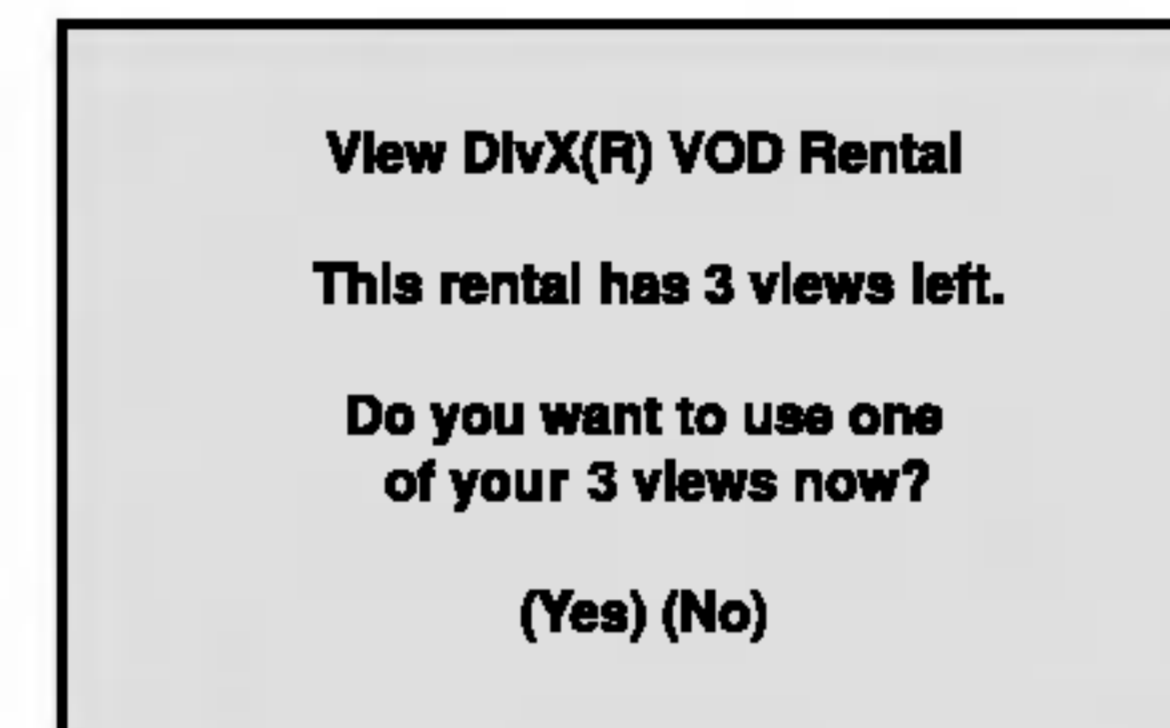 View DivX(R) VOD Rental
This rental has 3 views left.
Do you want to use one
of your 3 views now?
(Yes) (No)